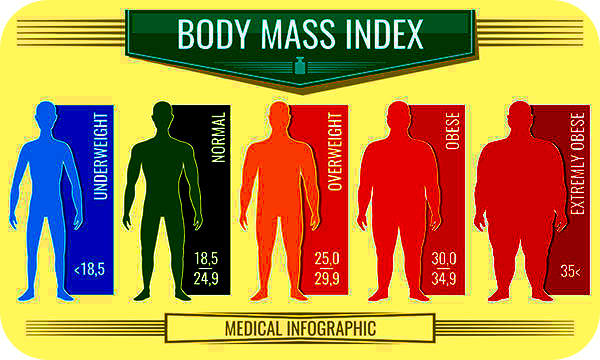 BODY MASS INDEX
UNDERWEIGHT
<18,5
NORMAL
18,5
24,9
OVERWEIGHT
25,0
29,9
OBESE
30,0
34,9
EXTREMLY OBESE
35<
MEDICAL INFOGRAPHIC